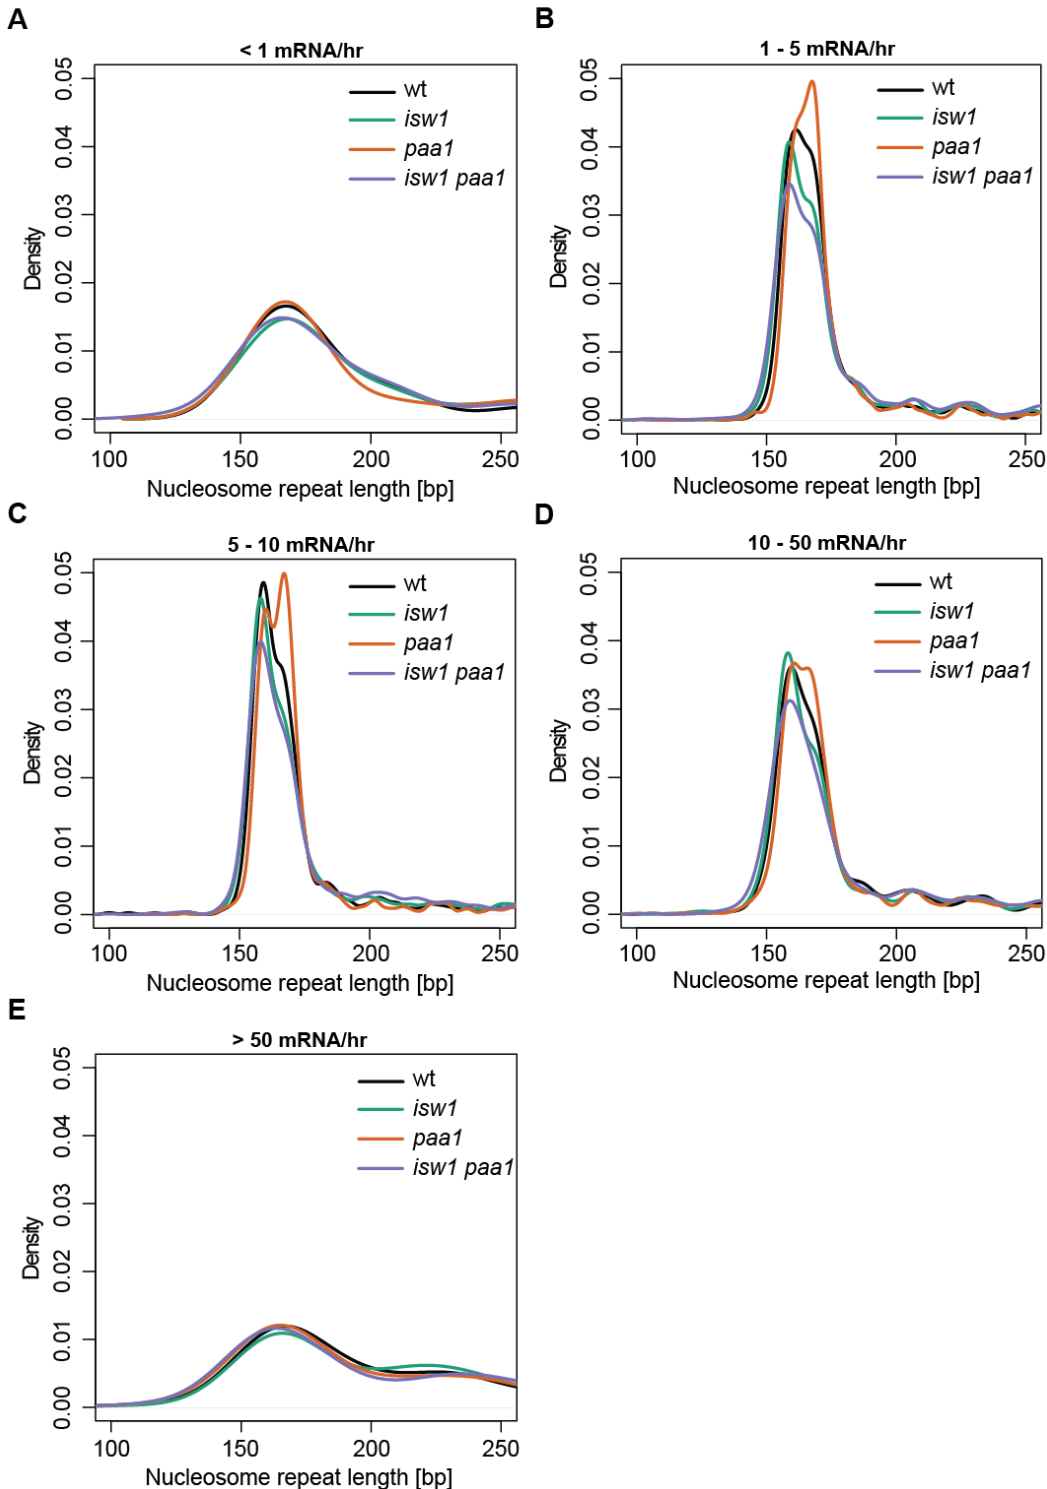 A
< 1 mRNA/hr
0.05
0.04
0.03
0.02
0.01
0.00
Density
wt
isw1
paa1
isw1 paa1
100 150 200 250
Nucleosome repeat length [bp]
B
1 - 5 mRNA/hr
0.05
0.04
0.03
0.02
0.01
0.00
Density
wt
isw1
paa1
isw1 paa1
100 150 200 250
Nucleosome repeat length [bp]
C
5 - 10 mRNA/hr
0.05
0.04
0.03
0.02
0.01
0.00
Density
wt
isw1
paa1
isw1 paa1
100 150 200 250
Nucleosome repeat length [bp]
D
10 - 50 mRNA/hr
0.05
0.04
0.03
0.02
0.01
0.00
Density
wt
isw1
paa1
isw1 paa1
100 150 200 250
Nucleosome repeat length [bp]
E
> 50 mRNA/hr
0.05
0.04
0.03
0.02
0.01
0.00
Density
wt
isw1
paa1
isw1 paa1
100 150 200 250
Nucleosome repeat length [bp]